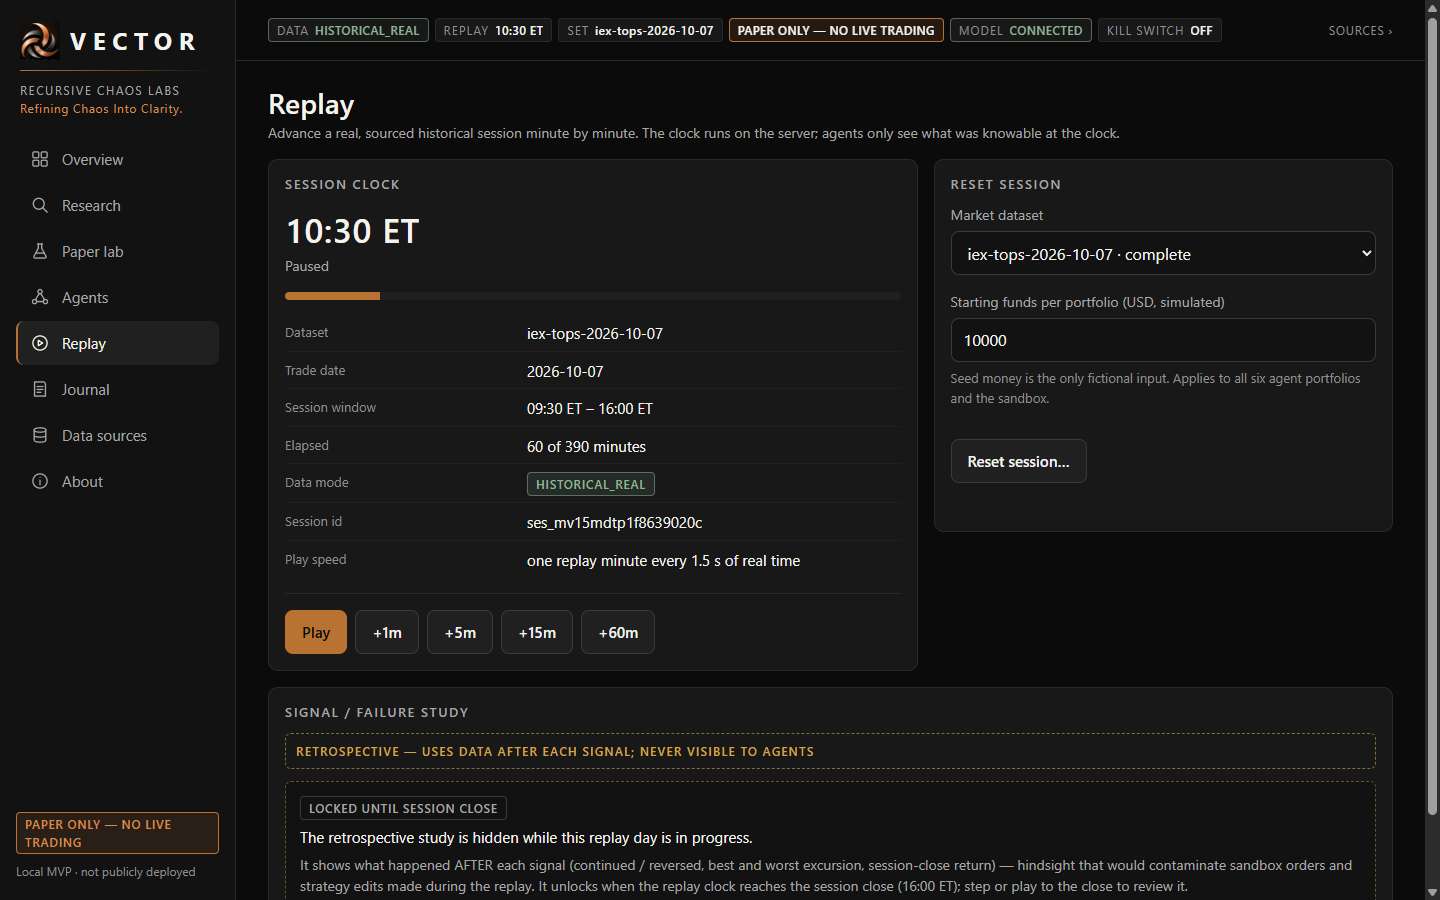 VECTOR
RECURSIVE CHAOS LABS
Refining Chaos Into Clarity.
Overview
Research
Paper lab
Agents
Replay
Journal
Data sources
About
PAPER ONLY — NO LIVE
TRADING
Local MVP · not publicly deployed
DATA HISTORICAL_REAL
REPLAY 10:30 ET
SET iex-tops-2026-10-07
PAPER ONLY — NO LIVE TRADING
MODEL CONNECTED
KILL SWITCH OFF
SOURCES ›
Replay
Advance a real, sourced historical session minute by minute. The clock runs on the server; agents only see what was knowable at the clock.
SESSION CLOCK
10:30 ET
Paused
Dataset iex-tops-2026-10-07
Trade date 2026-10-07
Session window 09:30 ET – 16:00 ET
Elapsed 60 of 390 minutes
Data mode HISTORICAL_REAL
Session id ses_mv15mdtp1f8639020c
Play speed one replay minute every 1.5 s of real time
Play +1m +5m +15m +60m
RESET SESSION
Market dataset
iex-tops-2026-10-07 · complete
Starting funds per portfolio (USD, simulated)
10000
Seed money is the only fictional input. Applies to all six agent portfolios
and the sandbox.
Reset session...
SIGNAL / FAILURE STUDY
RETROSPECTIVE — USES DATA AFTER EACH SIGNAL; NEVER VISIBLE TO AGENTS
LOCKED UNTIL SESSION CLOSE
The retrospective study is hidden while this replay day is in progress.
It shows what happened AFTER each signal (continued / reversed, best and worst excursion, session-close return) — hindsight that would contaminate sandbox orders and
strategy edits made during the replay. It unlocks when the replay clock reaches the session close (16:00 ET); step or play to the close to review it.